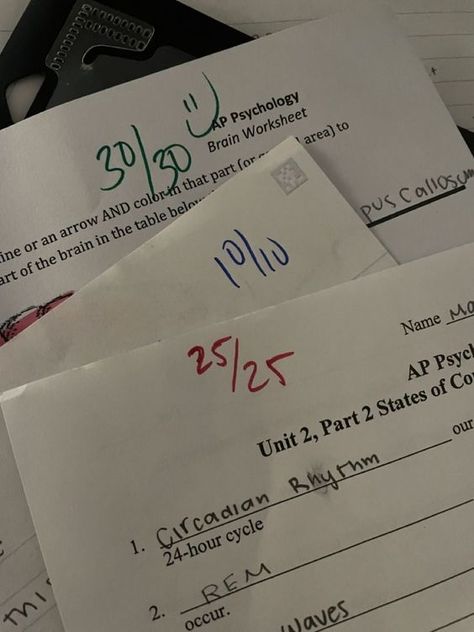 AP Psychology
Brain Worksheet
30/30
ine or an arrow AND color in that part (or area) to
art of the brain in the table below
pus Callosum
10/10
25/25
Name Ma
AP Psych
Unit 2, Part 2 States of Co
1. Circadian Rhythm our
24-hour cycle
2. REM
occur.
Waves
this